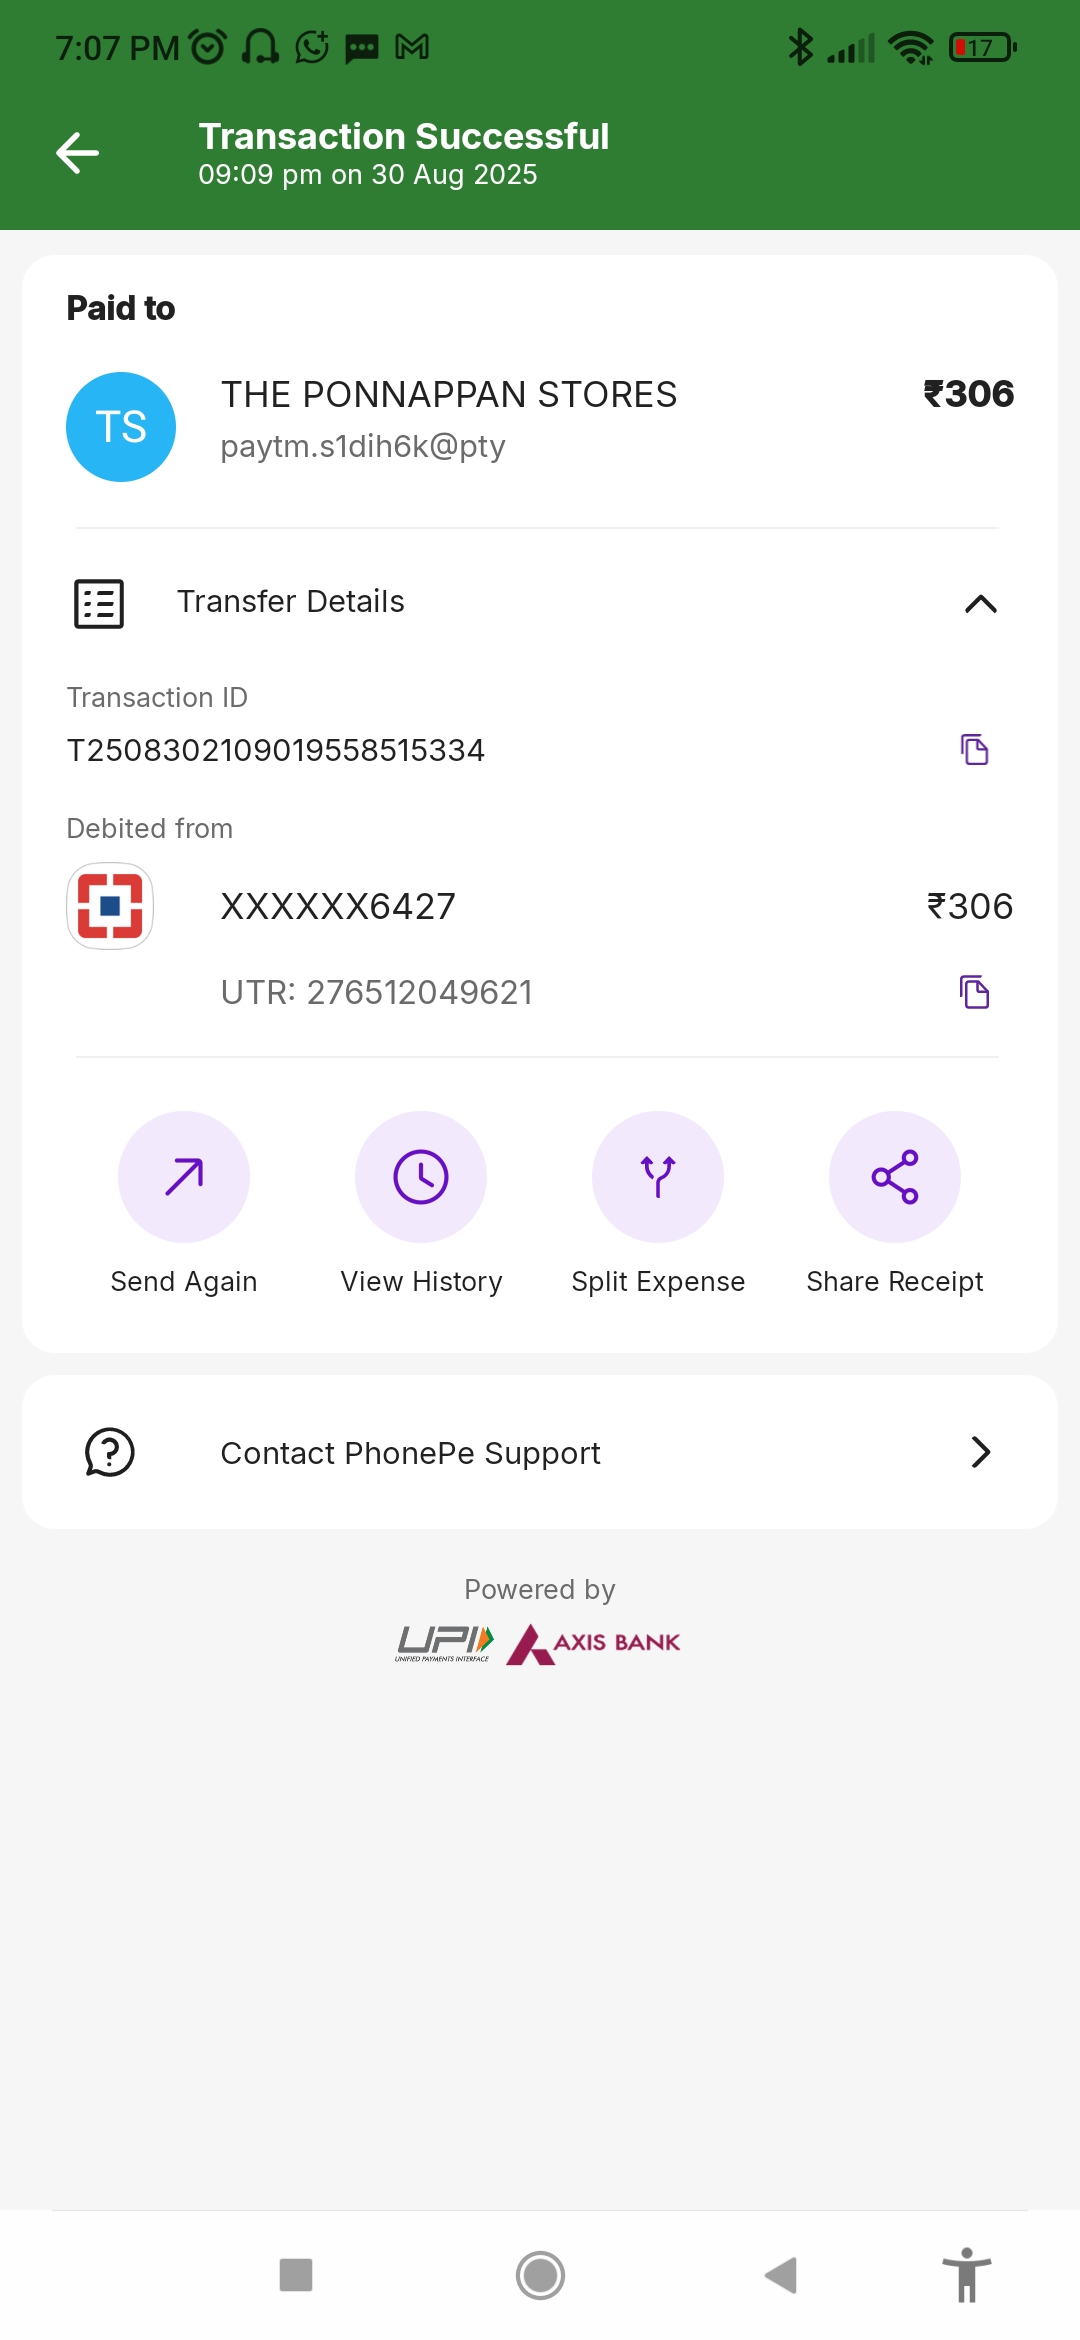 7:07 PM
17
Transaction Successful
09:09 pm on 30 Aug 2025
Paid to
TS
THE PONNAPPAN STORES
₹306
paytm.s1dih6k@pty
Transfer Details
Transaction ID
T2508302109019558515334
Debited from
XXXXXX6427
₹306
UTR: 276512049621
Send Again
View History
Split Expense
Share Receipt
Contact PhonePe Support
Powered by
UPI
UNIFIED PAYMENTS INTERFACE
AXIS BANK